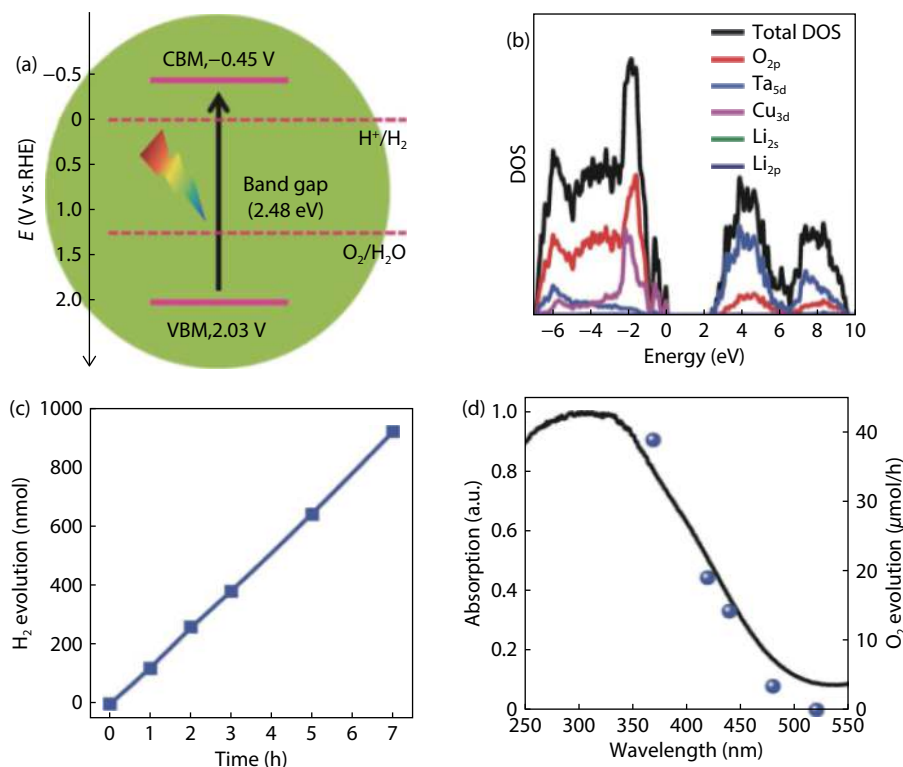 (a)
CBM,−0.45 V
−0.5
0
0.5
1.0
1.5
2.0
E (V vs.RHE)
H⁺/H₂
Band gap
(2.48 eV)
O₂/H₂O
VBM,2.03 V
(b)
Total DOS
O₂ₚ
Ta5d
Cu3d
Li2s
Li2p
DOS
−6 −4 −2 0 2 4 6 8 10
Energy (eV)
(c)
1000
800
600
400
200
0
H₂ evolution (nmol)
0 1 2 3 4 5 6 7
Time (h)
(d)
1.0
0.8
0.6
0.4
0.2
0
Absorption (a.u.)
40
30
20
10
0
O₂ evolution (μmol/h)
250 300 350 400 450 500 550
Wavelength (nm)